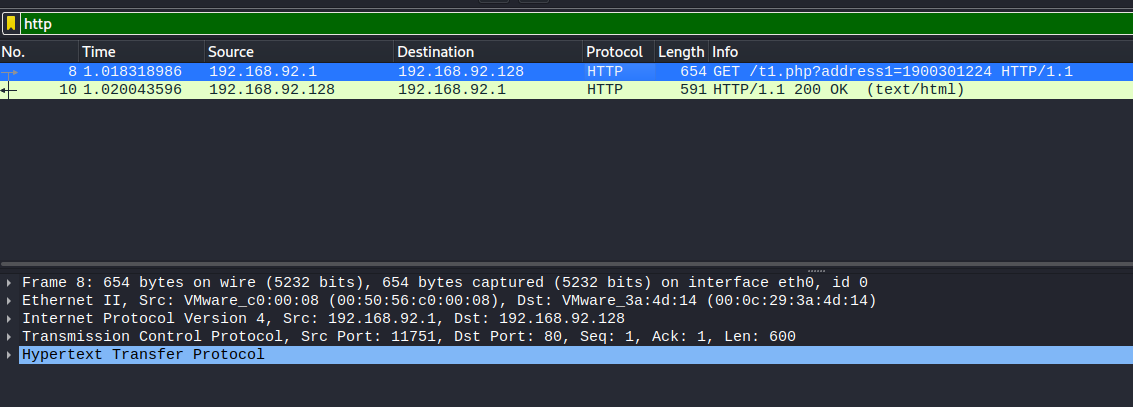 http
No. Time Source Destination Protocol Length Info
8 1.018318986 192.168.92.1 192.168.92.128 HTTP 654 GET /t1.php?address1=1900301224 HTTP/1.1
10 1.020043596 192.168.92.128 192.168.92.1 HTTP 591 HTTP/1.1 200 OK (text/html)
Frame 8: 654 bytes on wire (5232 bits), 654 bytes captured (5232 bits) on interface eth0, id 0
Ethernet II, Src: VMware_c0:00:08 (00:50:56:c0:00:08), Dst: VMware_3a:4d:14 (00:0c:29:3a:4d:14)
Internet Protocol Version 4, Src: 192.168.92.1, Dst: 192.168.92.128
Transmission Control Protocol, Src Port: 11751, Dst Port: 80, Seq: 1, Ack: 1, Len: 600
Hypertext Transfer Protocol